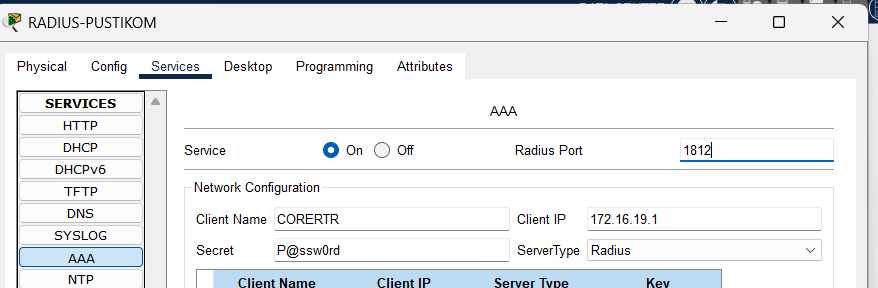 RADIUS-PUSTIKOM
Physical Config Services Desktop Programming Attributes
SERVICES
HTTP
DHCP
DHCPv6
TFTP
DNS
SYSLOG
AAA
NTP
AAA
Service On Off Radius Port 1812
Network Configuration
Client Name CORERTR Client IP 172.16.19.1
Secret P@ssw0rd ServerType Radius
Client Name Client IP Server Type Key